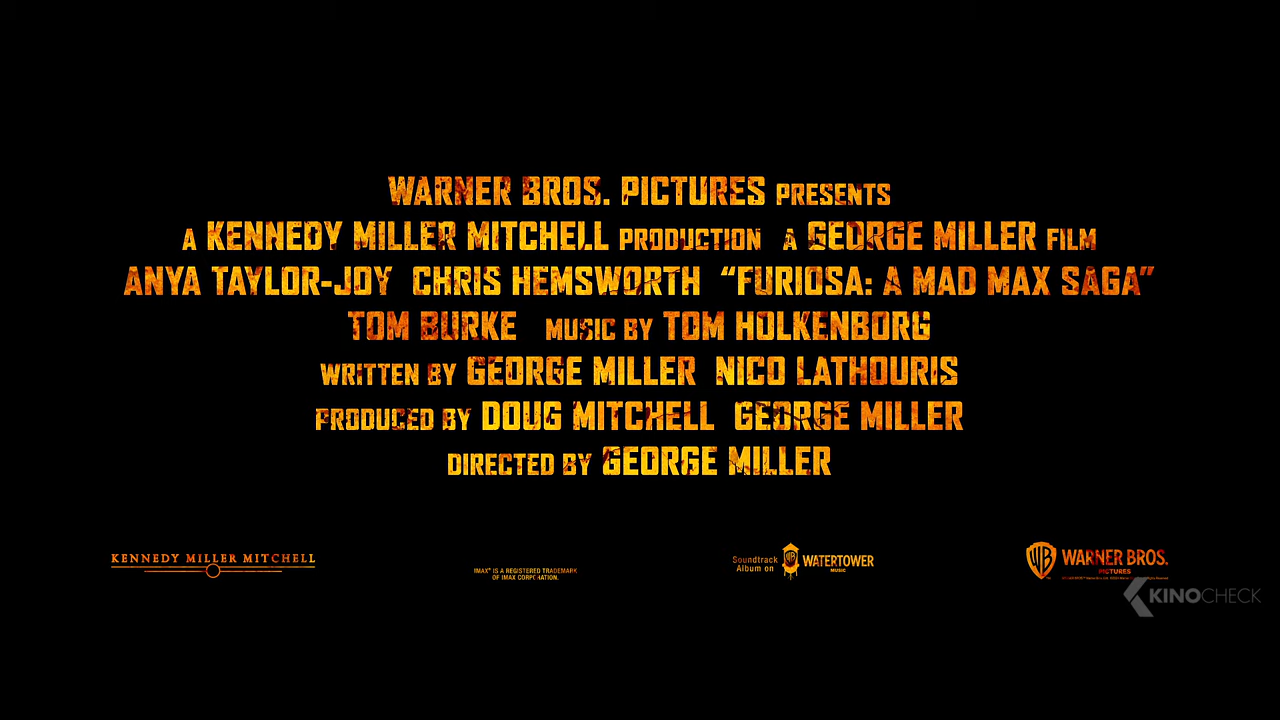 WARNER BROS. PICTURES PRESENTS
A KENNEDY MILLER MITCHELL PRODUCTION A GEORGE MILLER FILM
ANYA TAYLOR-JOY CHRIS HEMSWORTH “FURIOSA: A MAD MAX SAGA”
TOM BURKE MUSIC BY TOM HOLKENBORG
WRITTEN BY GEORGE MILLER NICO LATHOURIS
PRODUCED BY DOUG MITCHELL GEORGE MILLER
DIRECTED BY GEORGE MILLER
KENNEDY MILLER MITCHELL
IMAX® IS A REGISTERED TRADEMARK
OF IMAX CORPORATION.
Soundtrack
Album on
WATERTOWER
MUSIC
WB
WARNER BROS.
PICTURES
KINOCHECK